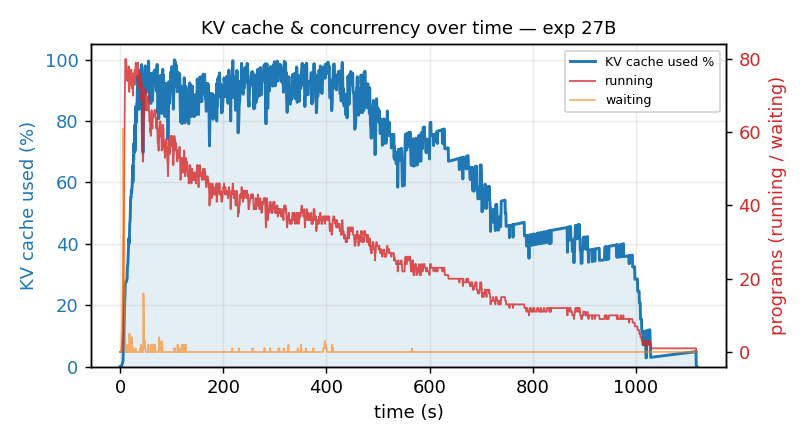 KV cache & concurrency over time — exp 27B
KV cache used %
running
waiting
KV cache used (%)
100
80
60
40
20
0
programs (running / waiting)
80
60
40
20
0
0 200 400 600 800 1000
time (s)